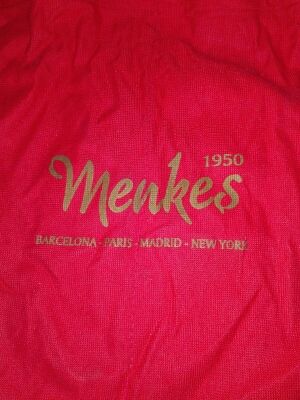 1950
Menkes
BARCELONA - PARIS - MADRID - NEW YORK